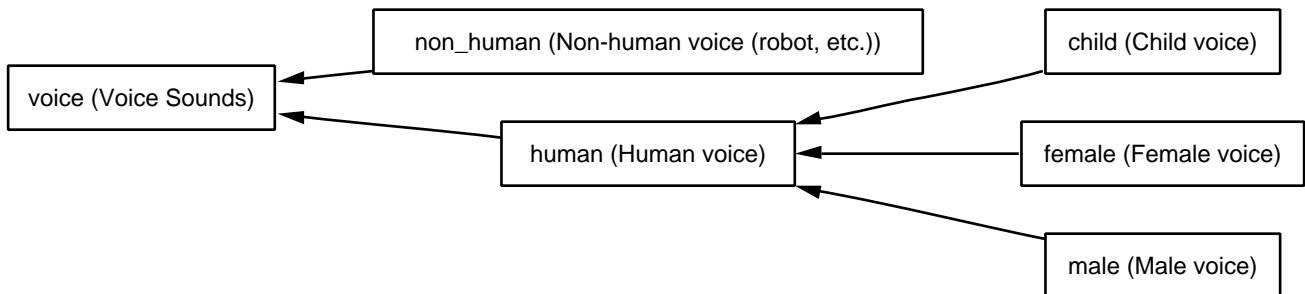 non_human (Non-human voice (robot, etc.))
child (Child voice)
voice (Voice Sounds)
human (Human voice)
female (Female voice)
male (Male voice)